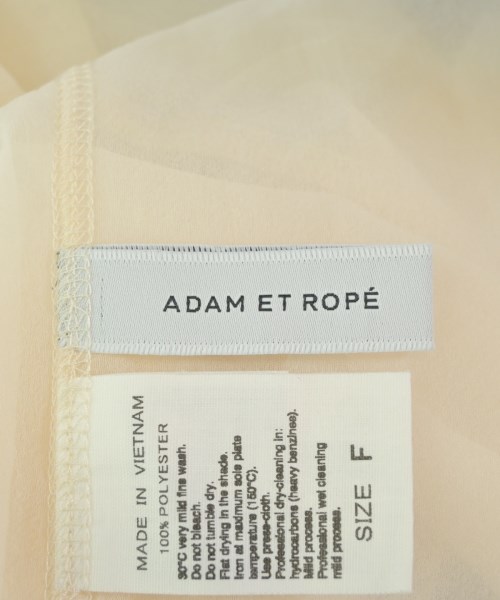 ADAM ET ROPÉ
MADE IN VIETNAM
100% POLYESTER
30°C very mild fine wash.
Do not bleach.
Do not tumble dry.
Flat drying in the shade.
Iron at maximum sole plate
temperature (150°C).
Use press-cloth.
Professional dry-cleaning in:
hydrocarbons (heavy benzines).
Mild process.
Professional wet cleaning
mild process.
SIZE F